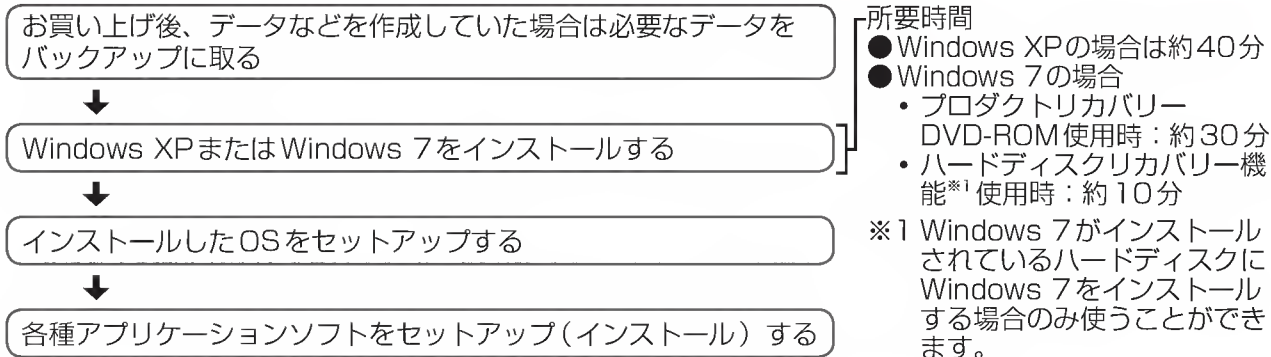 お買い上げ後、データなどを作成していた場合は必要なデータを
バックアップに取る
↓
Windows XPまたはWindows 7をインストールする
↓
インストールしたOSをセットアップする
↓
各種アプリケーションソフトをセットアップ(インストール)する
所要時間
●Windows XPの場合は約40分
●Windows 7の場合
・プロダクトリカバリー
DVD-ROM使用時:約30分
・ハードディスクリカバリー機
能※1使用時:約10分
※1 Windows 7がインストール
されているハードディスクに
Windows 7をインストール
する場合のみ使うことができ
ます。